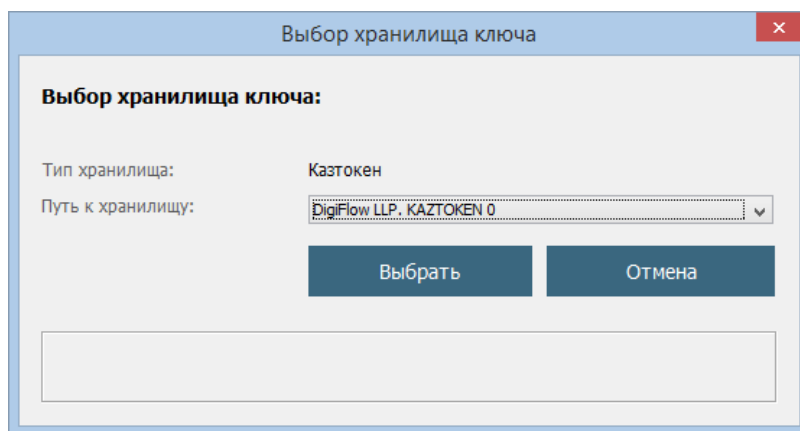 Выбор хранилища ключа
Выбор хранилища ключа:
Тип хранилища: Казтокен
Путь к хранилищу: DigiFlow LLP. KAZTOKEN 0
Выбрать Отмена